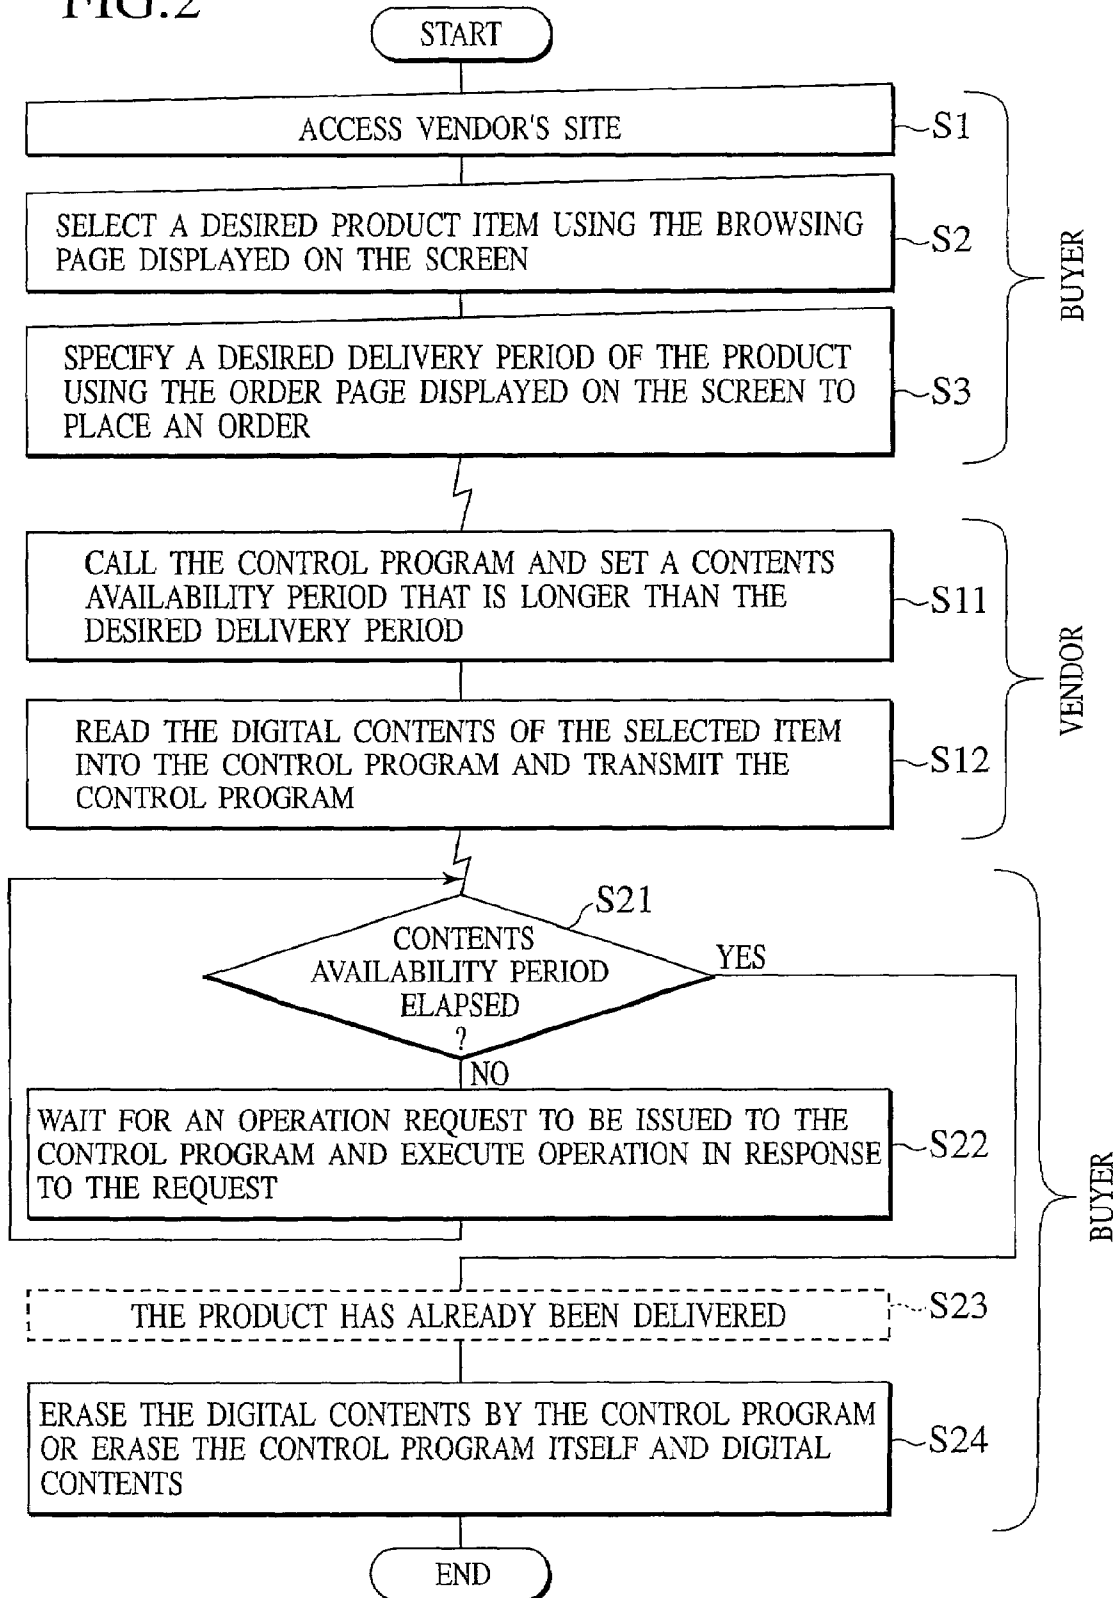 FIG.2
START
ACCESS VENDOR'S SITE
S1
SELECT A DESIRED PRODUCT ITEM USING THE BROWSING
PAGE DISPLAYED ON THE SCREEN
S2
SPECIFY A DESIRED DELIVERY PERIOD OF THE PRODUCT
USING THE ORDER PAGE DISPLAYED ON THE SCREEN TO
PLACE AN ORDER
S3
BUYER
CALL THE CONTROL PROGRAM AND SET A CONTENTS
AVAILABILITY PERIOD THAT IS LONGER THAN THE
DESIRED DELIVERY PERIOD
S11
READ THE DIGITAL CONTENTS OF THE SELECTED ITEM
INTO THE CONTROL PROGRAM AND TRANSMIT THE
CONTROL PROGRAM
S12
VENDOR
S21
CONTENTS
AVAILABILITY PERIOD
ELAPSED
?
YES
NO
WAIT FOR AN OPERATION REQUEST TO BE ISSUED TO THE
CONTROL PROGRAM AND EXECUTE OPERATION IN RESPONSE
TO THE REQUEST
S22
THE PRODUCT HAS ALREADY BEEN DELIVERED
S23
ERASE THE DIGITAL CONTENTS BY THE CONTROL PROGRAM
OR ERASE THE CONTROL PROGRAM ITSELF AND DIGITAL
CONTENTS
S24
BUYER
END